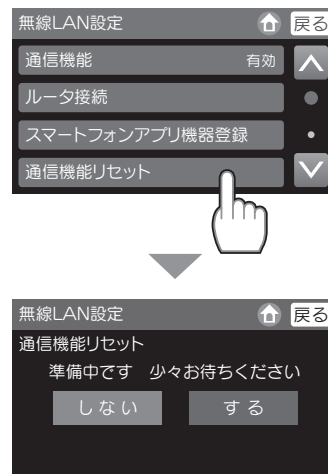 無線LAN設定
戻る
通信機能 有効
ルータ接続
スマートフォンアプリ機器登録
通信機能リセット
無線LAN設定
戻る
通信機能リセット
準備中です 少々お待ちください
しない する